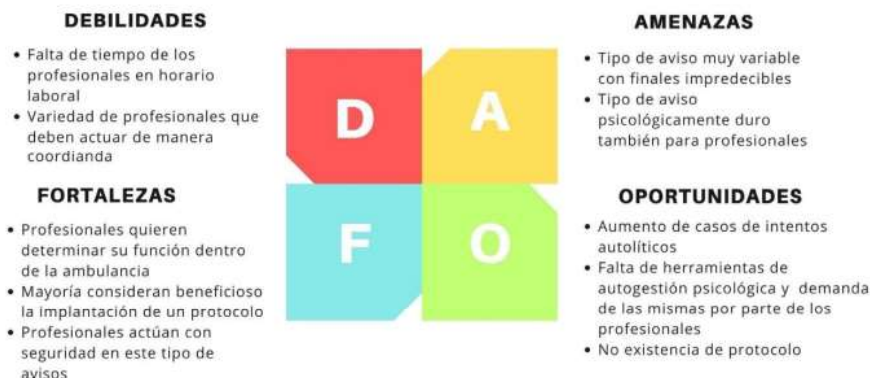 DEBILIDADES
• Falta de tiempo de los
profesionales en horario
laboral
• Variedad de profesionales que
deben actuar de manera
coordianda
D
A
AMENAZAS
• Tipo de aviso muy variable
con finales impredecibles
• Tipo de aviso
psicológicamente duro
también para profesionales
FORTALEZAS
• Profesionales quieren
determinar su función dentro
de la ambulancia
• Mayoría consideran beneficioso
la implantación de un protocolo
• Profesionales actúan con
seguridad en este tipo de
avisos
F
O
OPORTUNIDADES
• Aumento de casos de intentos
autolíticos
• Falta de herramientas de
autogestión psicológica y demanda
de las mismas por parte de los
profesionales
• No existencia de protocolo